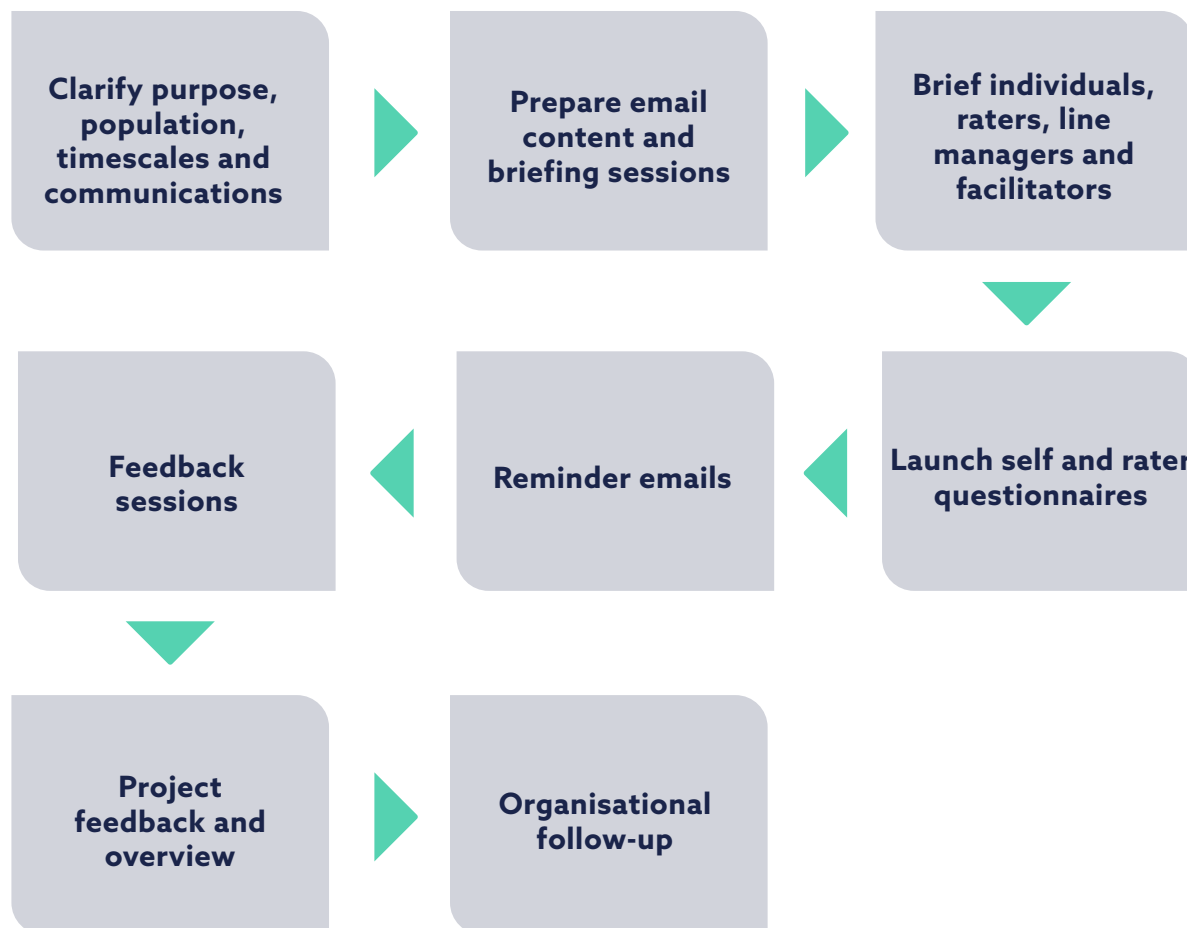 Clarify purpose,
population,
timescales and
communications
Prepare email
content and
briefing sessions
Brief individuals,
raters, line
managers and
facilitators
Launch self and rater
questionnaires
Reminder emails
Feedback
sessions
Project
feedback and
overview
Organisational
follow-up